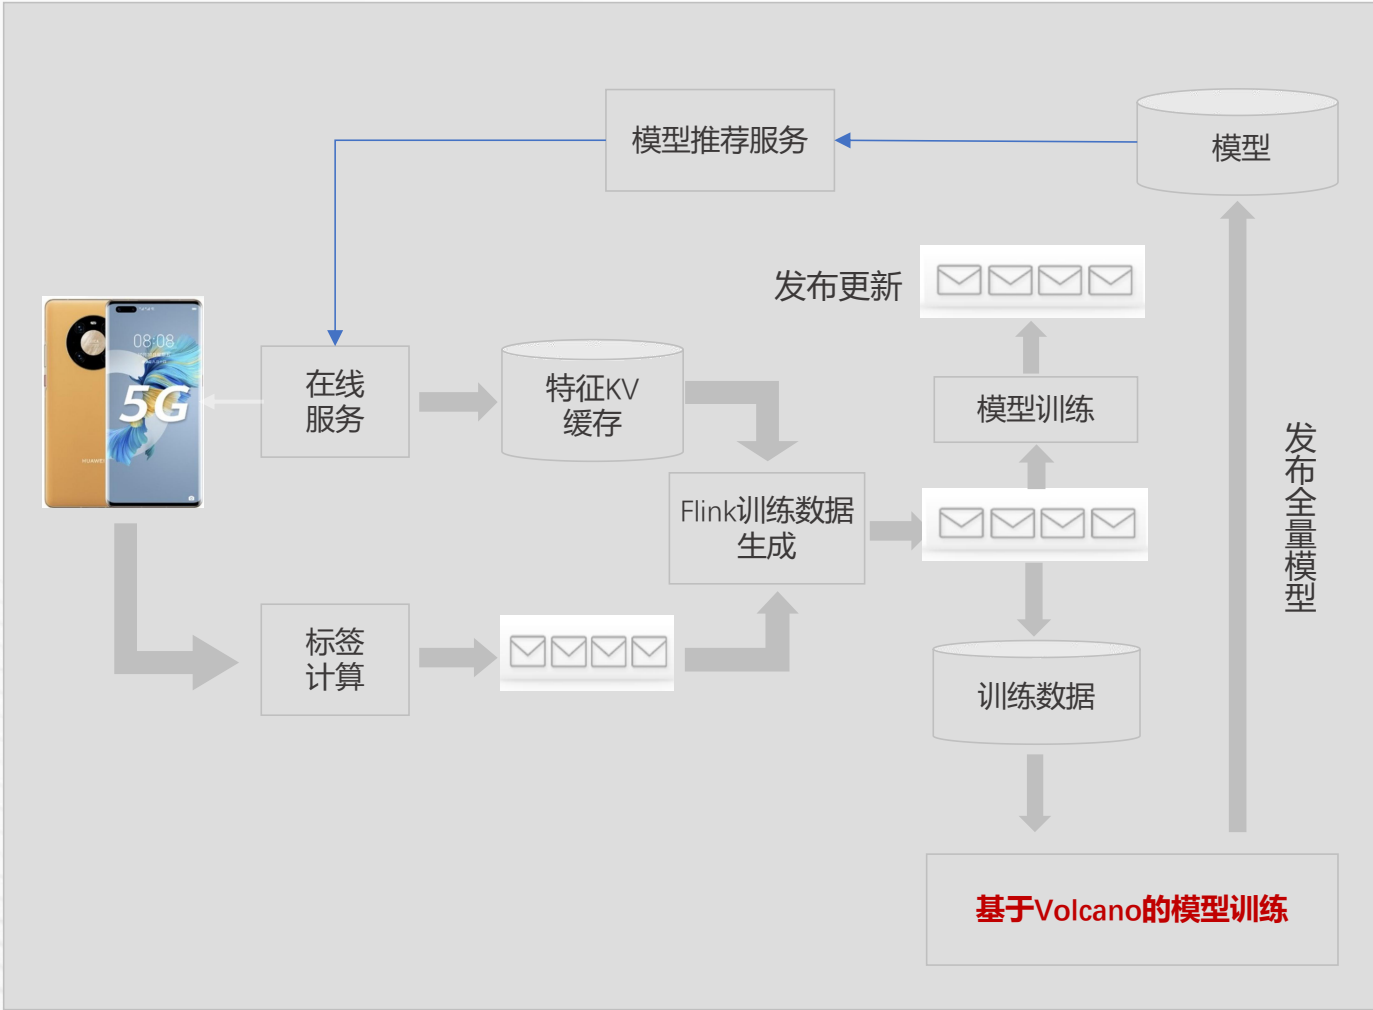 模型推荐服务
模型
发布更新
08:08
5G
HUAWEI
在线
服务
特征KV
缓存
模型训练
Flink训练数据
生成
发布全量模型
标签
计算
训练数据
基于Volcano的模型训练